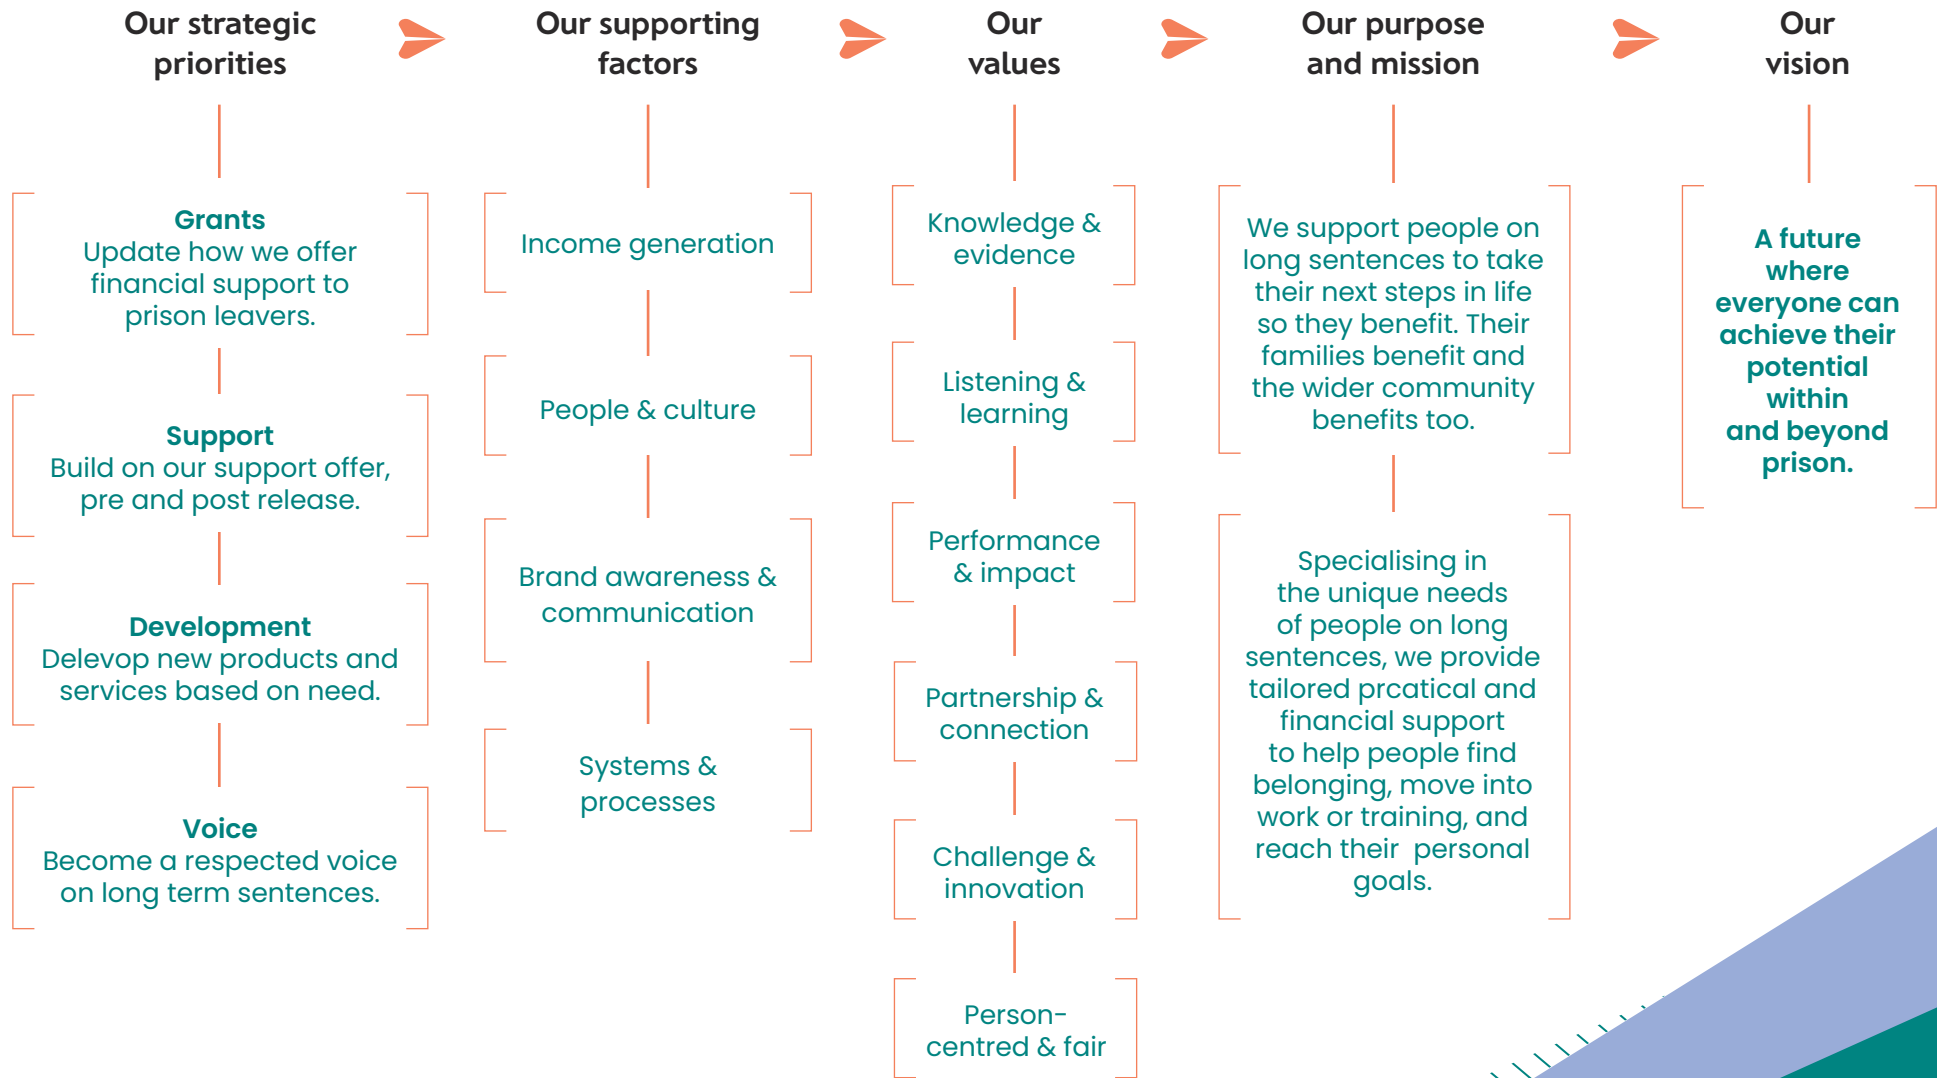 Our strategic
priorities
Grants
Update how we offer
financial support to
prison leavers.
Support
Build on our support offer,
pre and post release.
Development
Delevop new products and
services based on need.
Voice
Become a respected voice
on long term sentences.
Our supporting
factors
Income generation
People & culture
Brand awareness &
communication
Systems &
processes
Our
values
Knowledge &
evidence
Listening &
learning
Performance
& impact
Partnership &
connection
Challenge &
innovation
Person-
centred & fair
Our purpose
and mission
We support people on
long sentences to take
their next steps in life
so they benefit. Their
families benefit and
the wider community
benefits too.
Specialising in
the unique needs
of people on long
sentences, we provide
tailored prcatical and
financial support
to help people find
belonging, move into
work or training, and
reach their  personal
goals.
Our
vision
A future
where
everyone can
achieve their
potential
within
and beyond
prison.